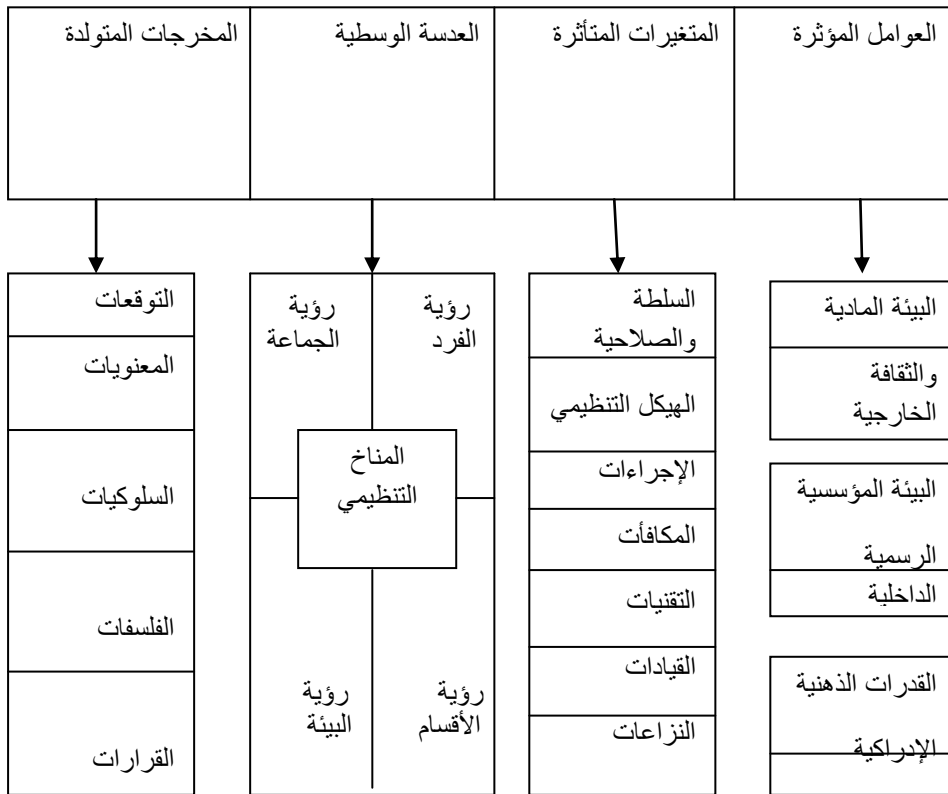 العوامل المؤثرة
المتغيرات المتأثرة
العدسة الوسطية
المخرجات المتولدة
البيئة المادية
والثقافة
الخارجية
البيئة المؤسسية
الرسمية
الداخلية
القدرات الذهنية
الإدراكية
السلطة
والصلاحية
الهيكل التنظيمي
الإجراءات
المكافأت
التقنيات
القيادات
النزاعات
رؤية
الفرد
رؤية
الجماعة
المناخ
التنظيمي
رؤية
الأقسام
رؤية
البيئة
التوقعات
المعنويات
السلوكيات
الفلسفات
القرارات